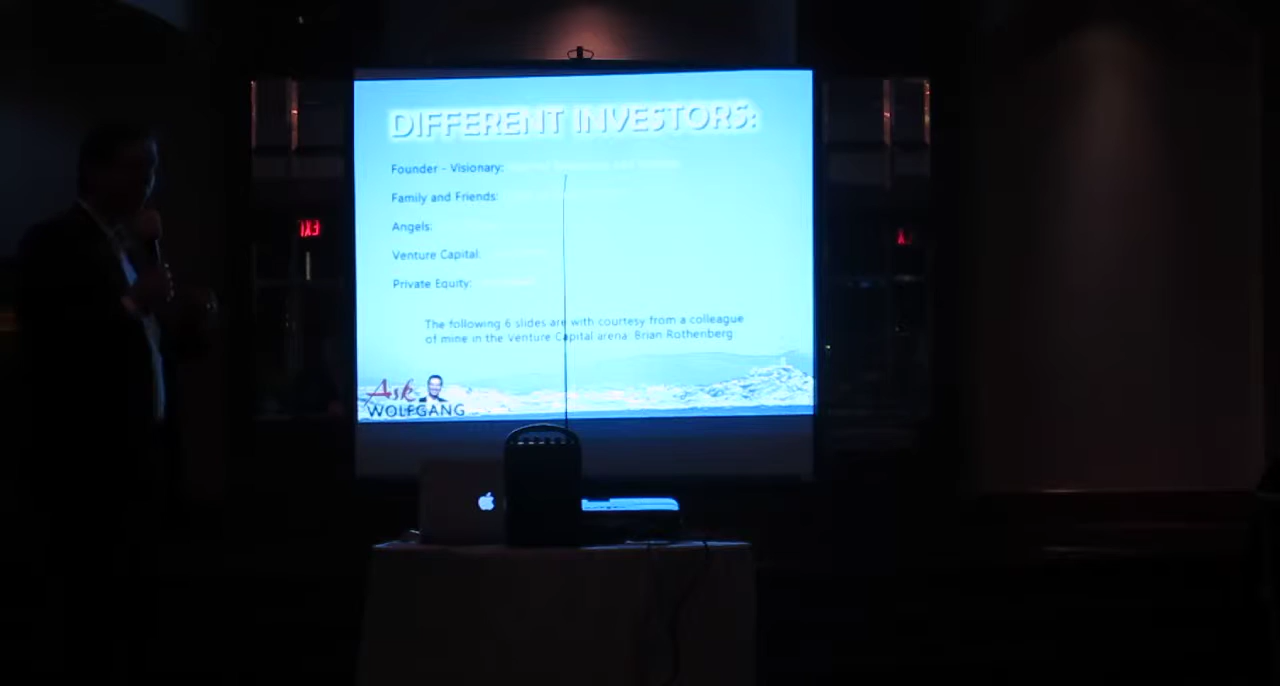 DIFFERENT INVESTORS:
Founder - Visionary:
Family and Friends:
Angels:
Venture Capital:
Private Equity:
The following 6 slides are with courtesy from a colleague
of mine in the Venture Capital arena: Brian Rothenberg
Ask
WOLFGANG